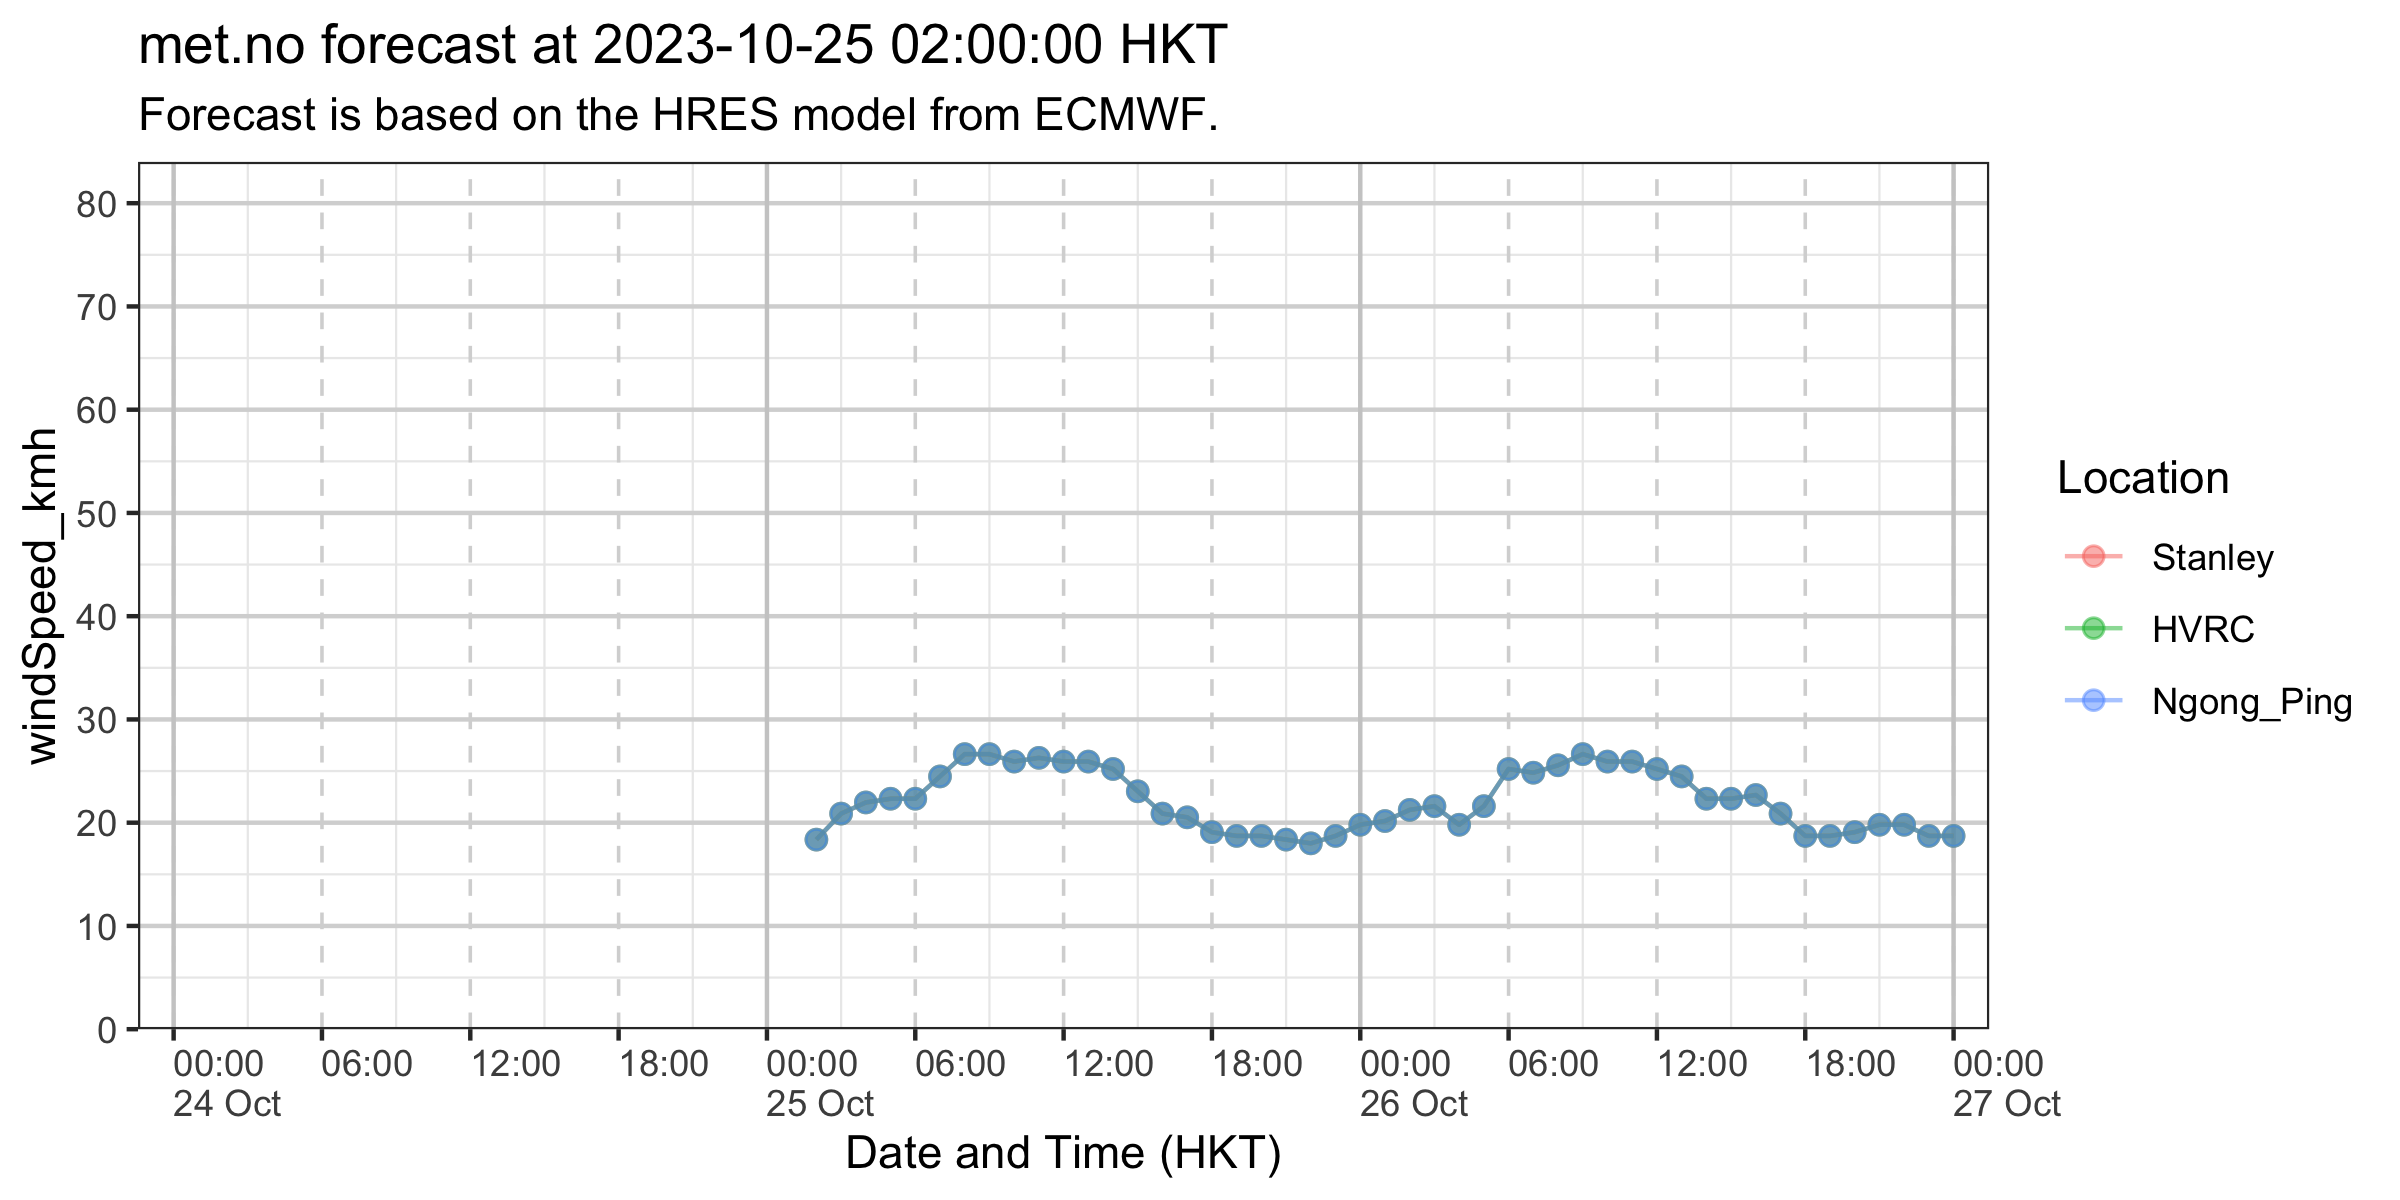 met.no forecast at 2023-10-25 02:00:00 HKT
Forecast is based on the HRES model from ECMWF.
windSpeed_kmh
80
70
60
50
40
30
20
10
0
00:00 06:00 12:00 18:00 00:00 06:00 12:00 18:00 00:00 06:00 12:00 18:00 00:00
24 Oct 25 Oct 26 Oct 27 Oct
Date and Time (HKT)
Location
Stanley
HVRC
Ngong_Ping